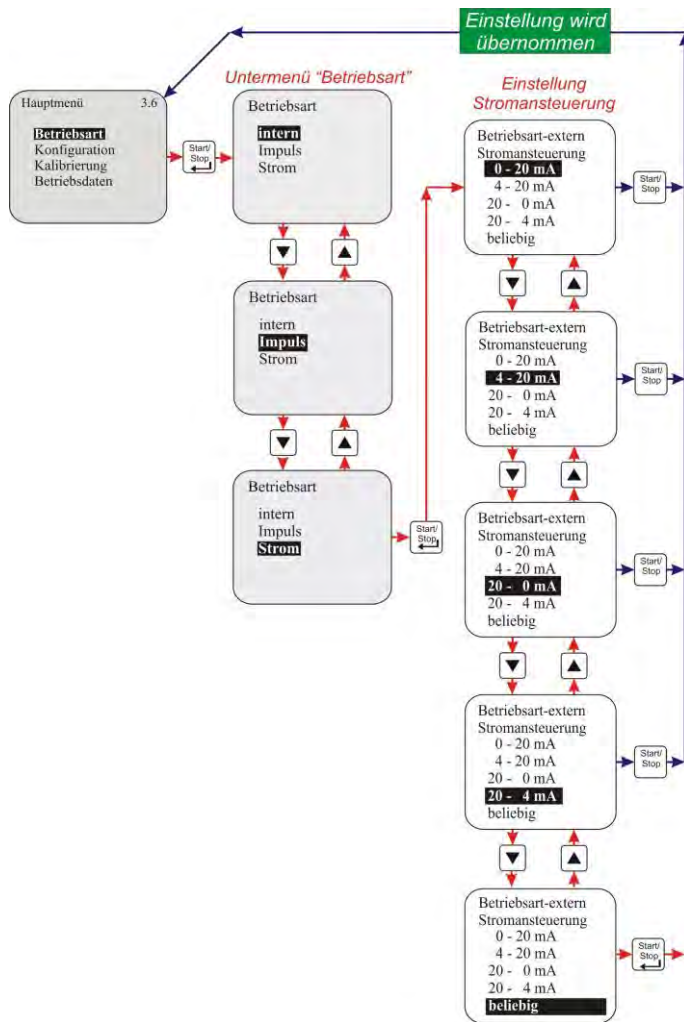 Einstellung wird
übernommen
Untermenü "Betriebsart"
Einstellung
Stromansteuerung
Hauptmenü 3.6
Betriebsart
Konfiguration
Kalibrierung
Betriebsdaten
Start/
Stop
Betriebsart
intern
Impuls
Strom
Betriebsart
intern
Impuls
Strom
Betriebsart
intern
Impuls
Strom
Start/
Stop
Betriebsart-extern
Stromansteuerung
0 - 20 mA
4 - 20 mA
20 - 0 mA
20 - 4 mA
beliebig
Start/
Stop
Betriebsart-extern
Stromansteuerung
0 - 20 mA
4 - 20 mA
20 - 0 mA
20 - 4 mA
beliebig
Start/
Stop
Betriebsart-extern
Stromansteuerung
0 - 20 mA
4 - 20 mA
20 - 0 mA
20 - 4 mA
beliebig
Start/
Stop
Betriebsart-extern
Stromansteuerung
0 - 20 mA
4 - 20 mA
20 - 0 mA
20 - 4 mA
beliebig
Start/
Stop
Betriebsart-extern
Stromansteuerung
0 - 20 mA
4 - 20 mA
20 - 0 mA
20 - 4 mA
beliebig
Start/
Stop